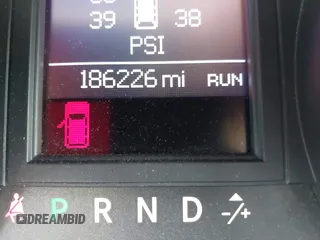 39 38
PSI
186226 mi RUN
P R N D -/+
DREAMBID